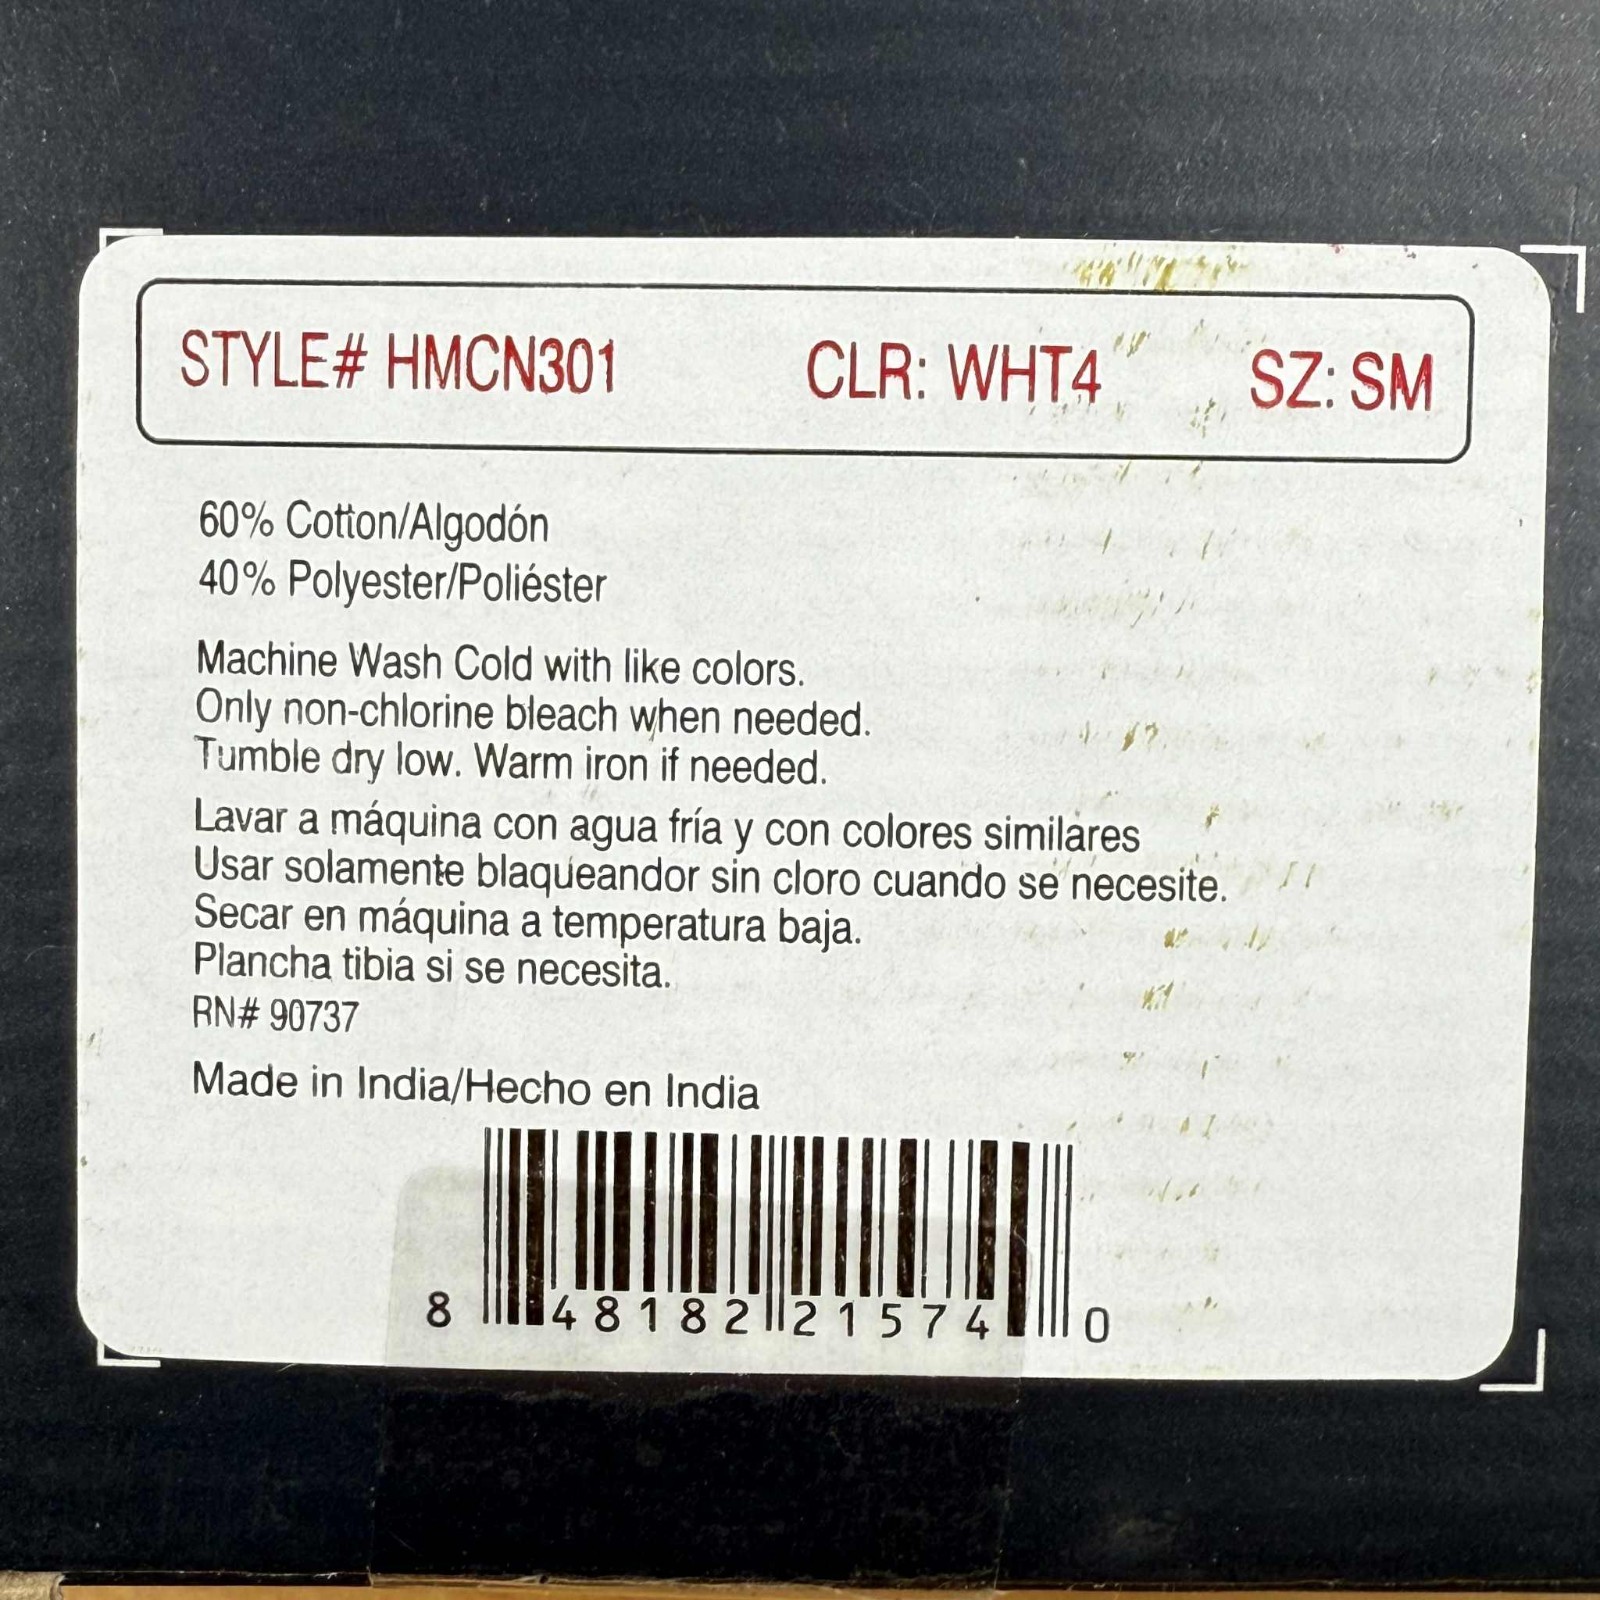 STYLE# HMCN301 CLR: WHT4 SZ: SM
60% Cotton/Algodón
40% Polyester/Poliéster
Machine Wash Cold with like colors.
Only non-chlorine bleach when needed.
Tumble dry low. Warm iron if needed.
Lavar a máquina con agua fría y con colores similares
Usar solamente blaqueandor sin cloro cuando se necesite.
Secar en máquina a temperatura baja.
Plancha tibia si se necesita.
RN# 90737
Made in India/Hecho en India
8 48182 21574 0